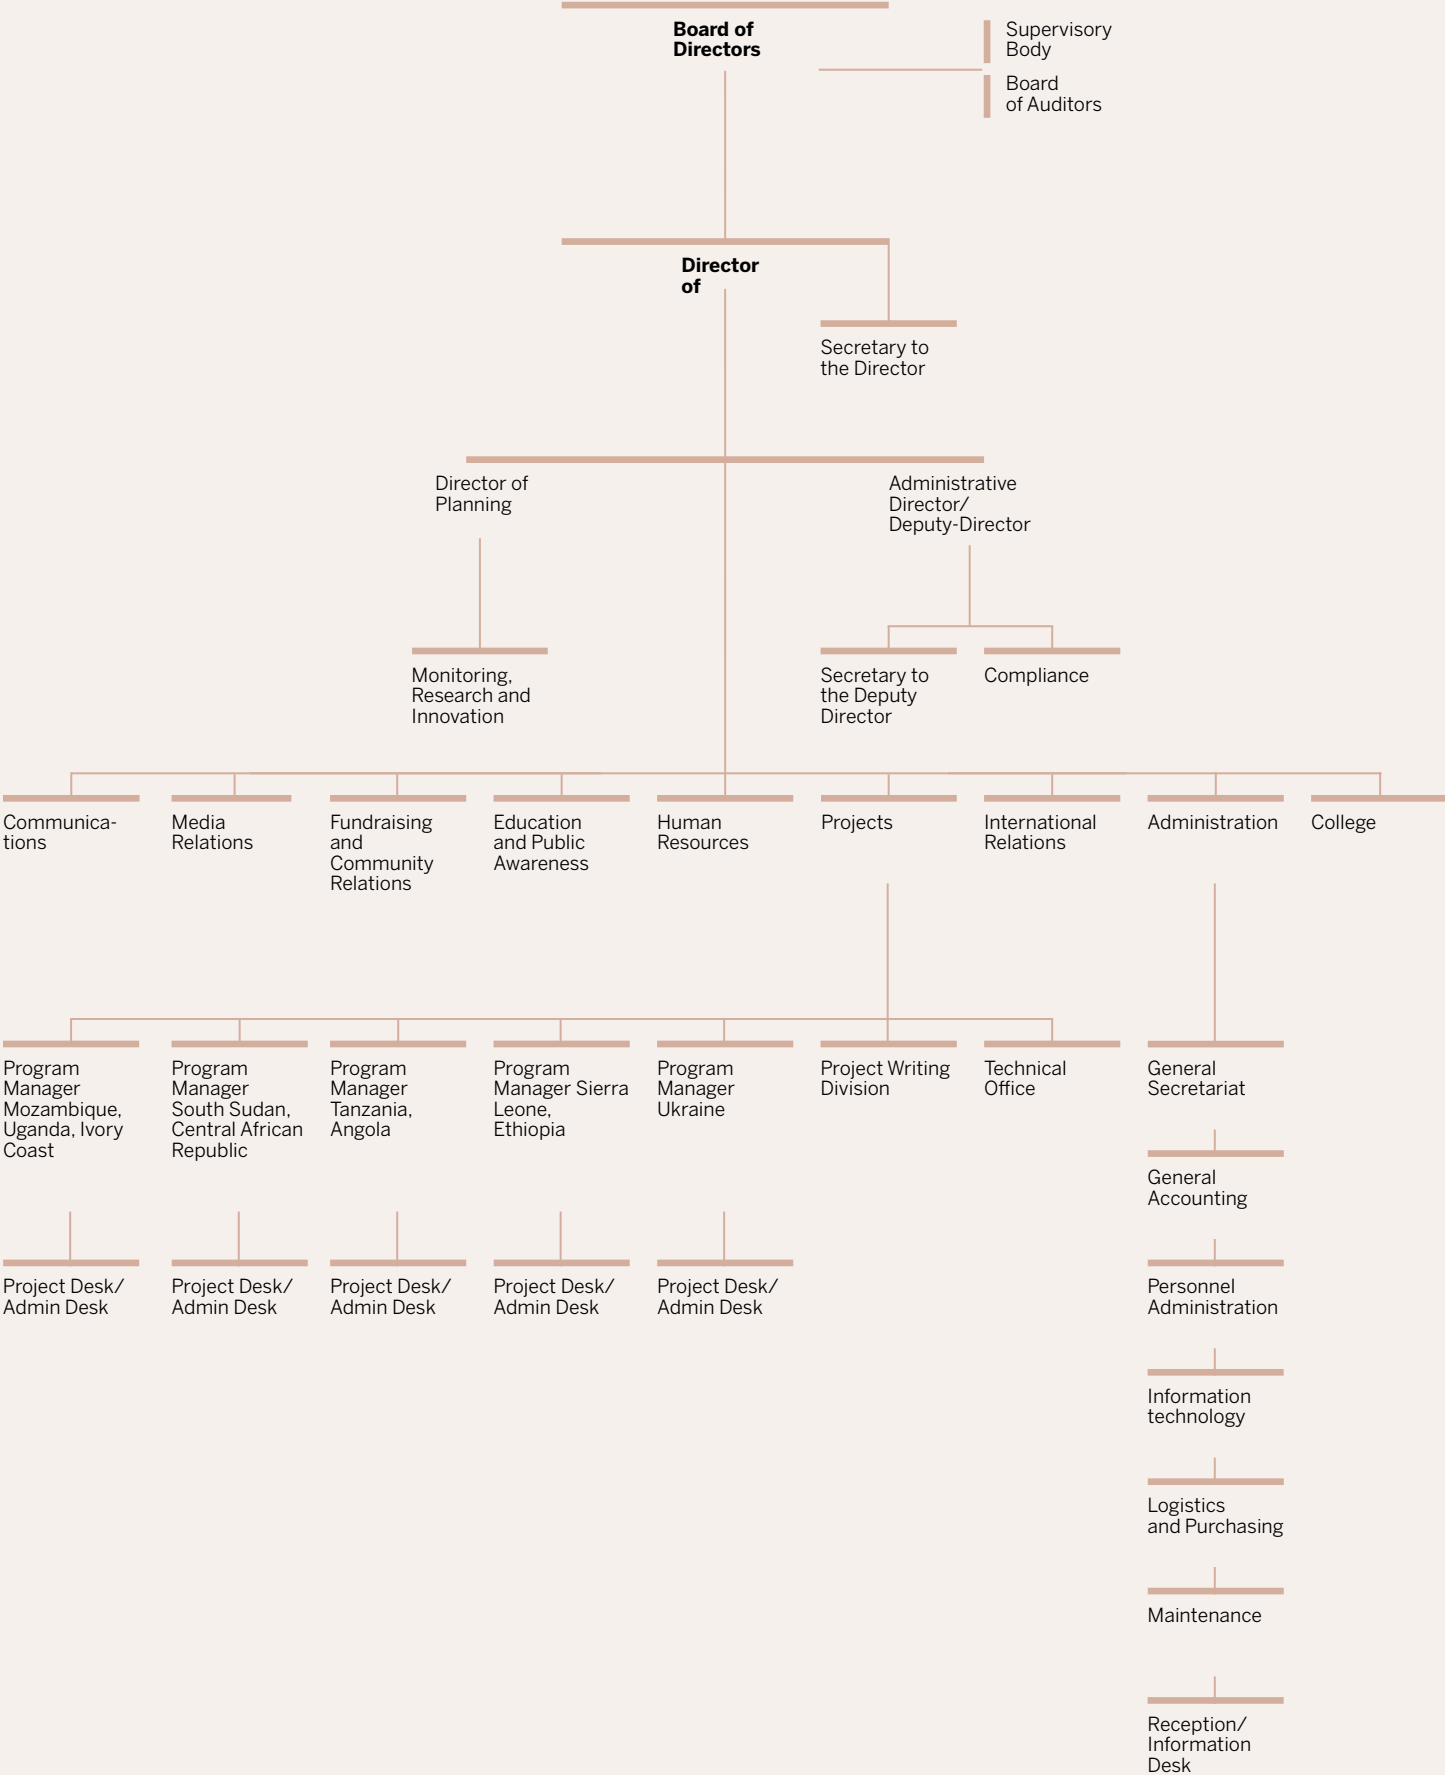 Board of
Directors
Supervisory
Body
Board
of Auditors
Director
of
Secretary to
the Director
Director of
Planning
Administrative
Director/
Deputy-Director
Monitoring,
Research and
Innovation
Secretary to
the Deputy
Director
Compliance
Communica-
tions
Media
Relations
Fundraising
and
Community
Relations
Education
and Public
Awareness
Human
Resources
Projects
International
Relations
Administration
College
Program
Manager
Mozambique,
Uganda, Ivory
Coast
Program
Manager
South Sudan,
Central African
Republic
Program
Manager
Tanzania,
Angola
Program
Manager Sierra
Leone,
Ethiopia
Program
Manager
Ukraine
Project Writing
Division
Technical
Office
General
Secretariat
General
Accounting
Project Desk/
Admin Desk
Project Desk/
Admin Desk
Project Desk/
Admin Desk
Project Desk/
Admin Desk
Project Desk/
Admin Desk
Personnel
Administration
Information
technology
Logistics
and Purchasing
Maintenance
Reception/
Information
Desk